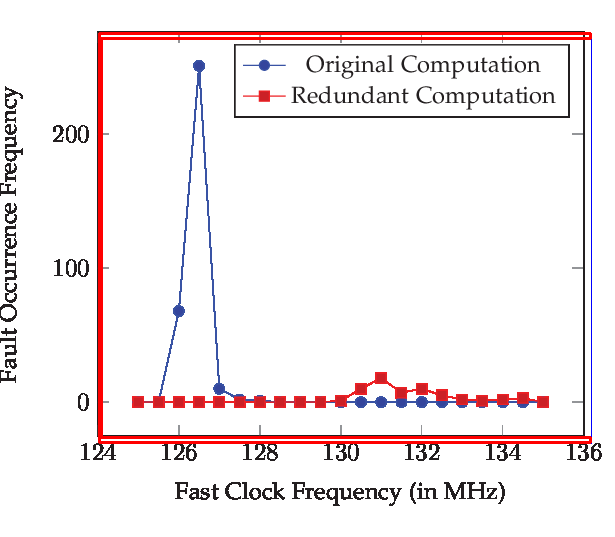 Original Computation
Redundant Computation
Fault Occurrence Frequency
200
100
0
124 126 128 130 132 134 136
Fast Clock Frequency (in MHz)